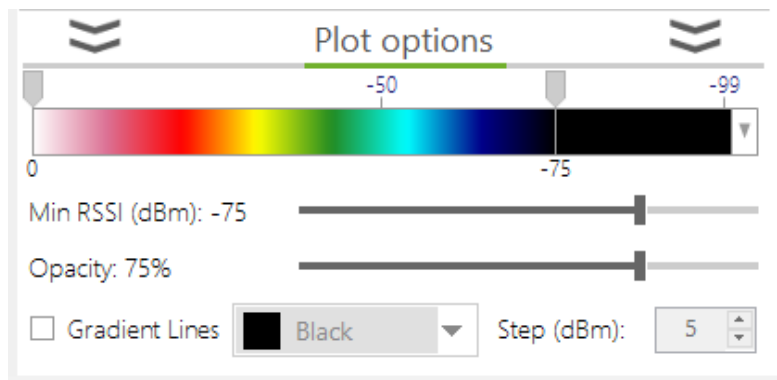 Plot options
-50 -99
0 -75
Min RSSI (dBm): -75
Opacity: 75%
Gradient Lines Black Step (dBm): 5